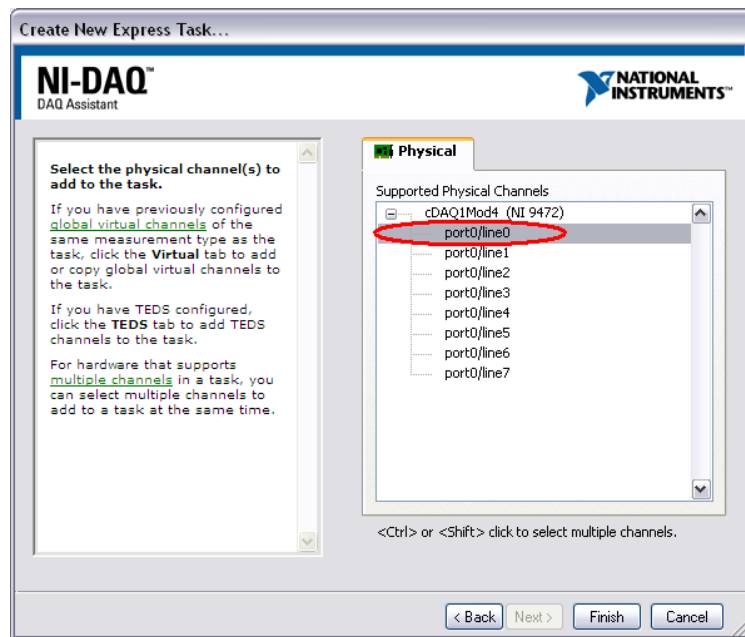 Create New Express Task...
NI-DAQ™
DAQ Assistant
NATIONAL
INSTRUMENTS™
Select the physical channel(s) to
add to the task.
If you have previously configured
global virtual channels of the
same measurement type as the
task, click the Virtual tab to add
or copy global virtual channels to
the task.
If you have TEDS configured,
click the TEDS tab to add TEDS
channels to the task.
For hardware that supports
multiple channels in a task, you
can select multiple channels to
add to a task at the same time.
Physical
Supported Physical Channels
cDAQ1Mod4 (NI 9472)
port0/line0
port0/line1
port0/line2
port0/line3
port0/line4
port0/line5
port0/line6
port0/line7
<Ctrl> or <Shift> click to select multiple channels.
< Back Next > Finish Cancel